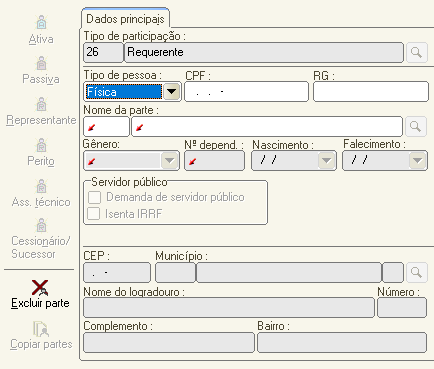 Ativa
Passiva
Representante
Perito
Ass. técnico
Cessionário/
Sucessor
Excluir parte
Copiar partes
Dados principais
Tipo de participação :
26 Requerente
Tipo de pessoa : CPF : RG :
Física . . -
Nome da parte :
Gênero: Nº depend. : Nascimento : Falecimento :
/ / / /
Servidor público
Demanda de servidor público
Isenta IRRF
CEP : Município :
. -
Nome do logradouro : Número :
Complemento : Bairro :